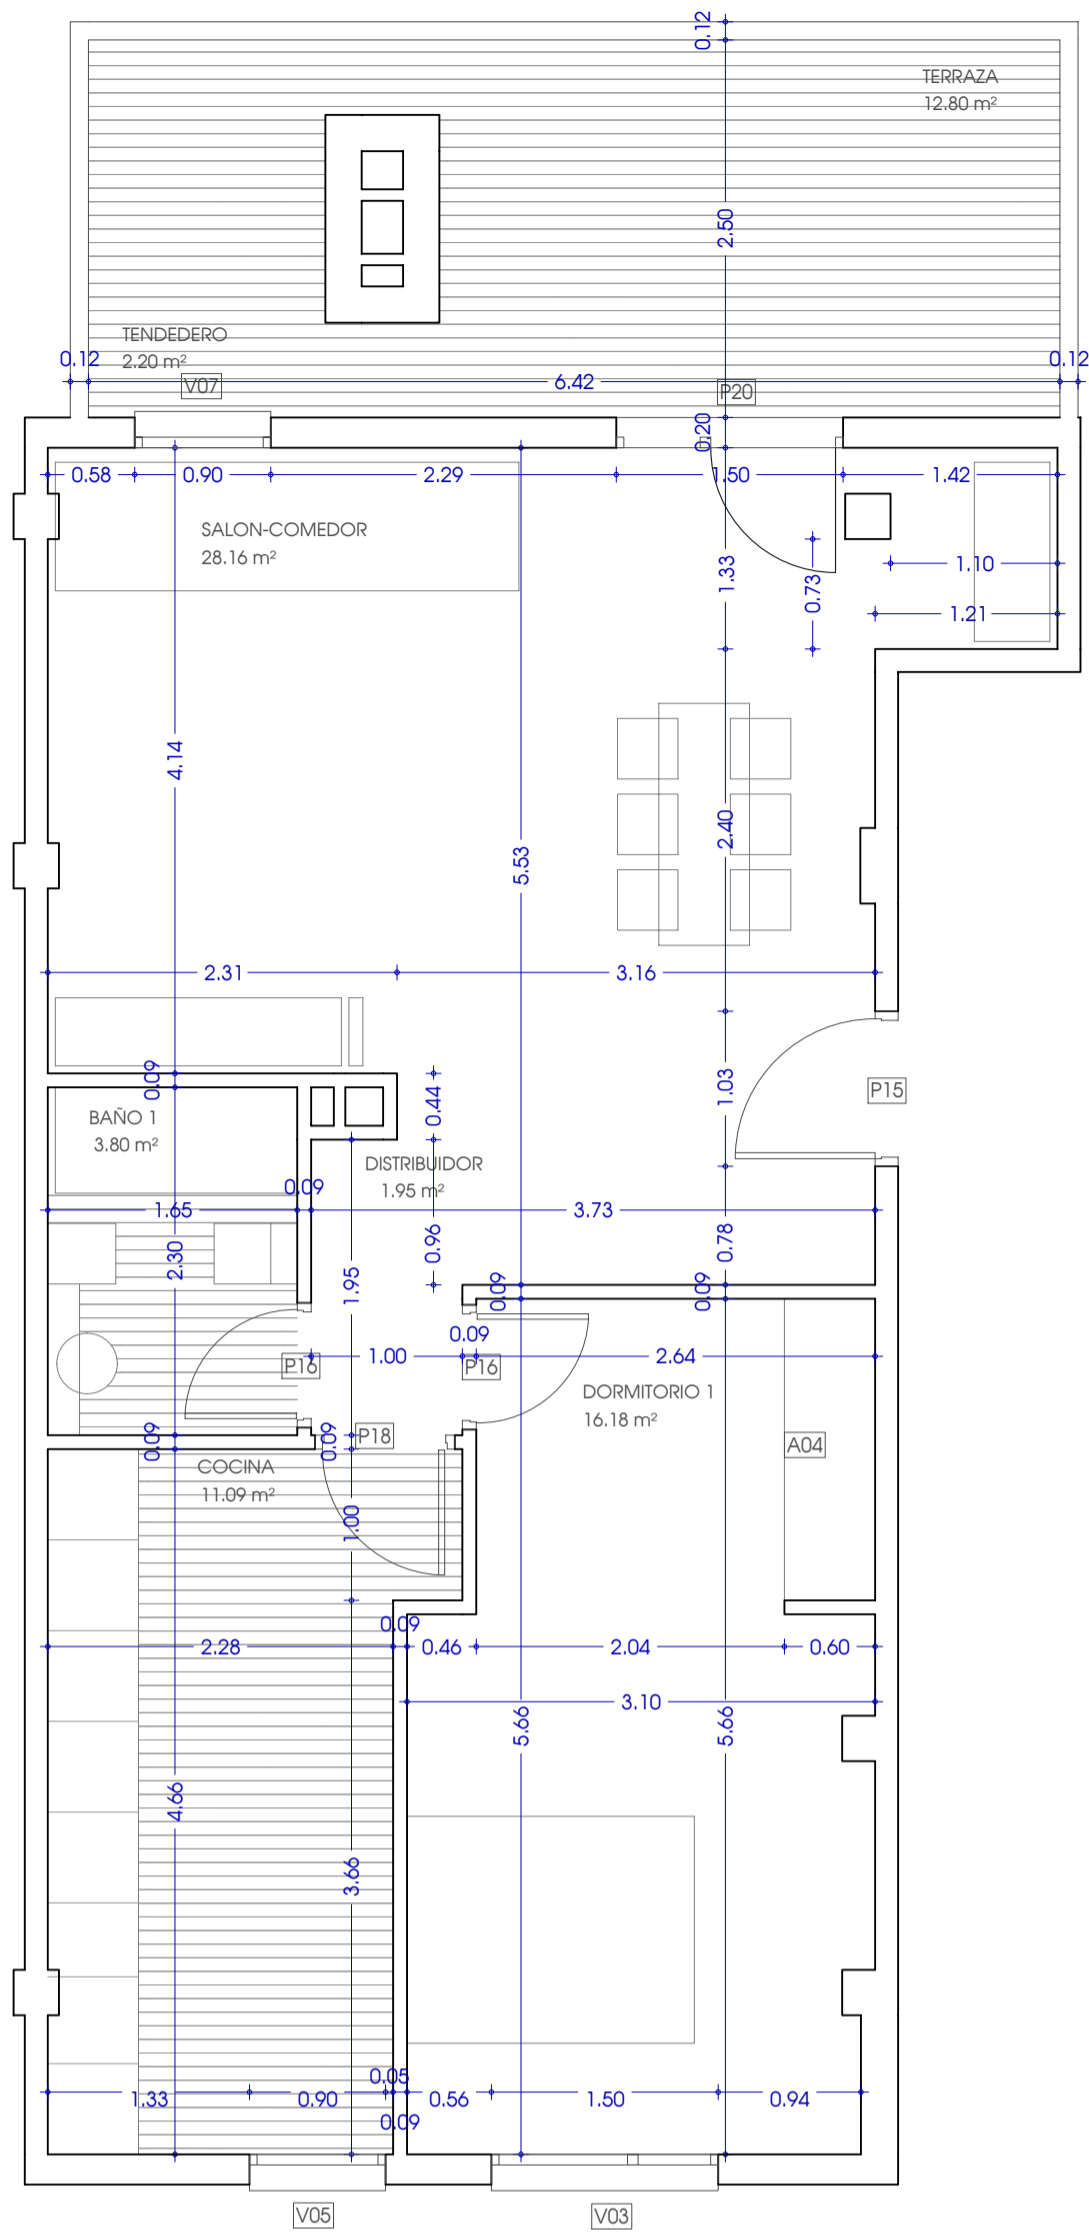 0.12
TERRAZA
12.80 m²
2.50
TENDEDERO
2.20 m²
0.12
6.42
0.12
V07
P20
0.20
0.58
0.90
2.29
1.50
1.42
SALON-COMEDOR
28.16 m²
1.33
0.73
1.10
1.21
4.14
5.53
2.40
2.31
3.16
0.09
0.44
1.03
P15
BAÑO 1
3.80 m²
DISTRIBUIDOR
1.95 m²
0.09
1.65
3.73
2.30
0.96
0.78
1.95
0.09
0.09
0.09
P16
1.00
P16
2.64
DORMITORIO 1
16.18 m²
0.09
0.09
P18
A04
COCINA
11.09 m²
1.00
0.09
2.28
0.46
2.04
0.60
3.10
5.66
5.66
4.66
3.66
0.05
1.33
0.90
0.56
1.50
0.94
0.09
V05
V03